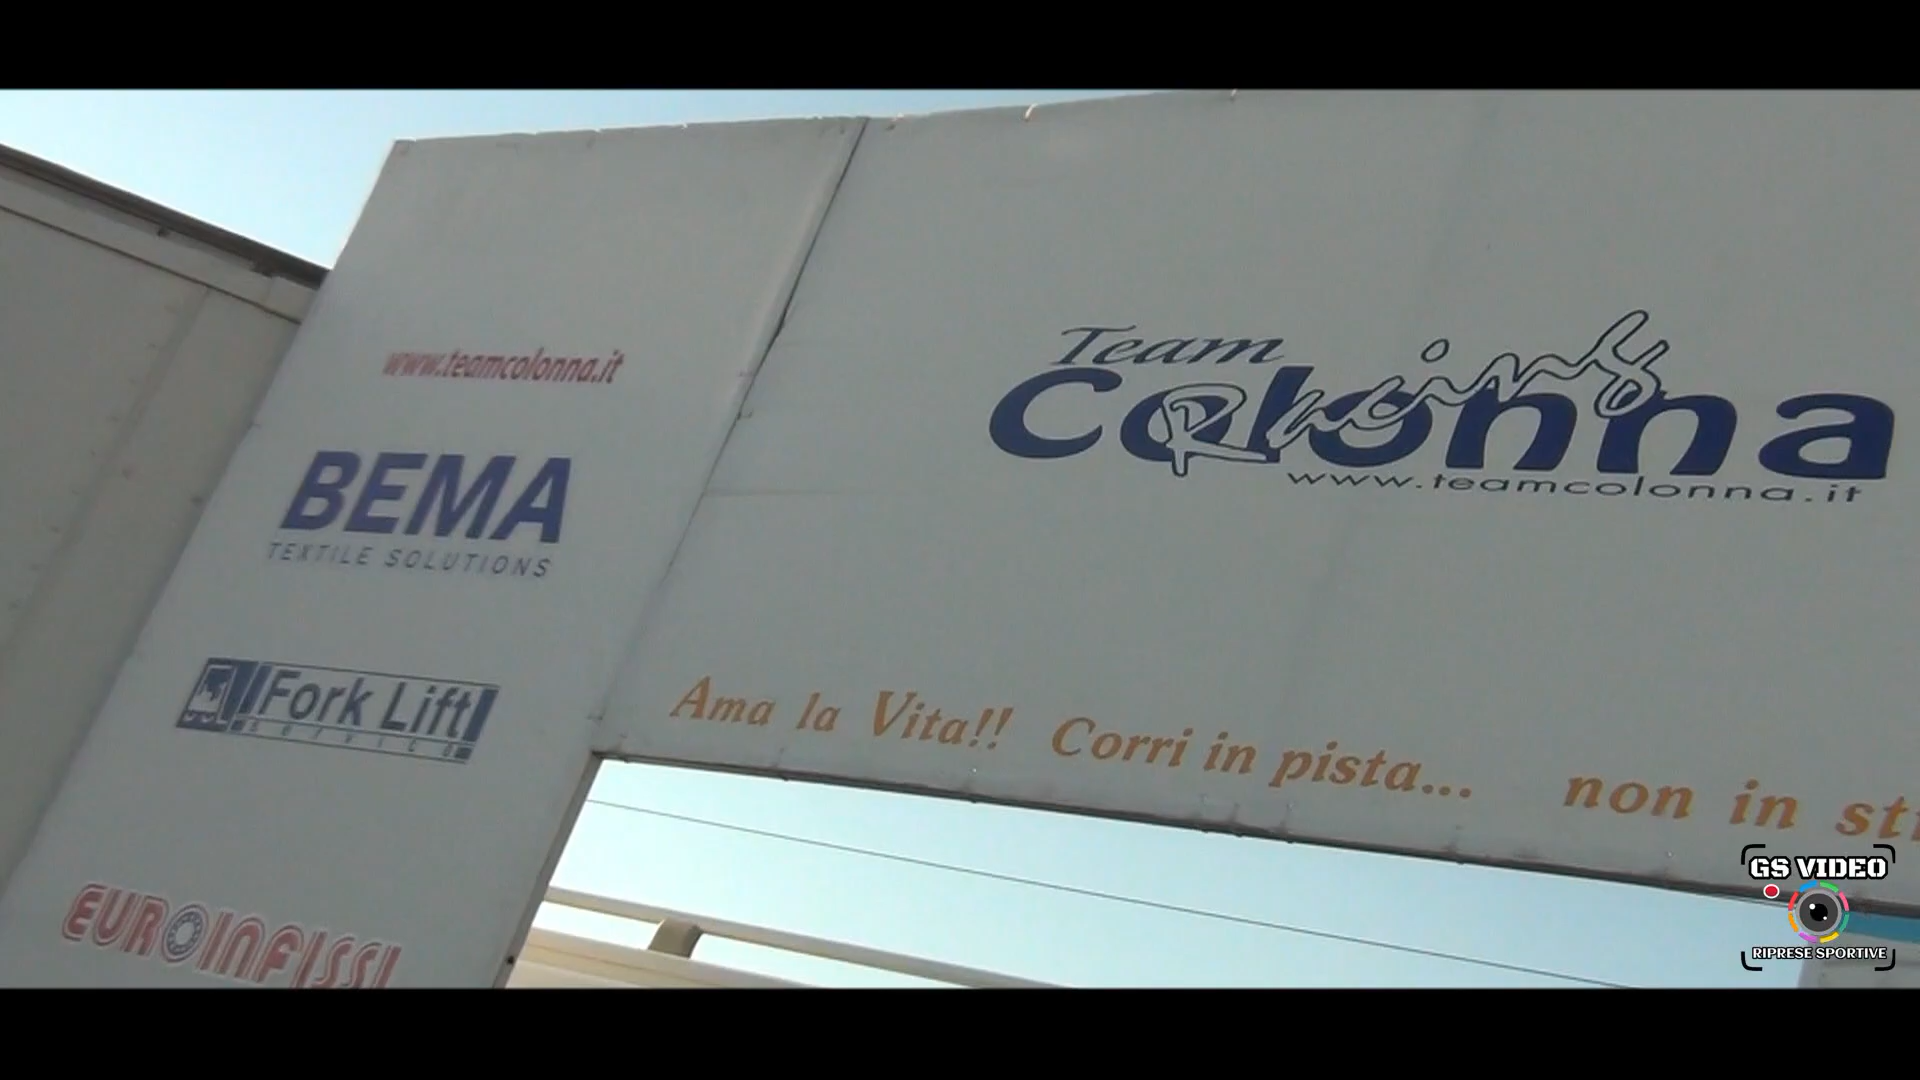 www.teamcolonna.it
BEMA
TEXTILE SOLUTIONS
Fork Lift
service
EUROINFISSI
Team
Colonna
Racing
www.teamcolonna.it
Ama la Vita!! Corri in pista... non in
GS VIDEO
RIPRESE SPORTIVE